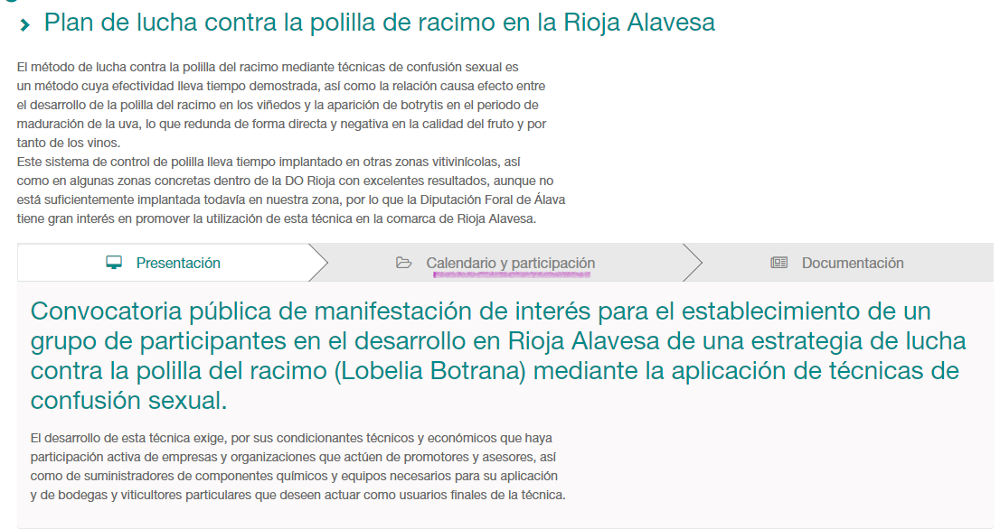 Plan de lucha contra la polilla de racimo en la Rioja Alavesa
El método de lucha contra la polilla del racimo mediante técnicas de confusión sexual es
un método cuya efectividad lleva tiempo demostrada, así como la relación causa efecto entre
el desarrollo de la polilla del racimo en los viñedos y la aparición de botrytis en el periodo de
maduración de la uva, lo que redunda de forma directa y negativa en la calidad del fruto y por
tanto de los vinos.
Este sistema de control de polilla lleva tiempo implantado en otras zonas vitivinícolas, así
como en algunas zonas concretas dentro de la DO Rioja con excelentes resultados, aunque no
está suficientemente implantada todavía en nuestra zona, por lo que la Diputación Foral de Álava
tiene gran interés en promover la utilización de esta técnica en la comarca de Rioja Alavesa.
Presentación
Calendario y participación
Documentación
Convocatoria pública de manifestación de interés para el establecimiento de un
grupo de participantes en el desarrollo en Rioja Alavesa de una estrategia de lucha
contra la polilla del racimo (Lobelia Botrana) mediante la aplicación de técnicas de
confusión sexual.
El desarrollo de esta técnica exige, por sus condicionantes técnicos y económicos que haya
participación activa de empresas y organizaciones que actúen de promotores y asesores, así
como de suministradores de componentes químicos y equipos necesarios para su aplicación
y de bodegas y viticultores particulares que deseen actuar como usuarios finales de la técnica.